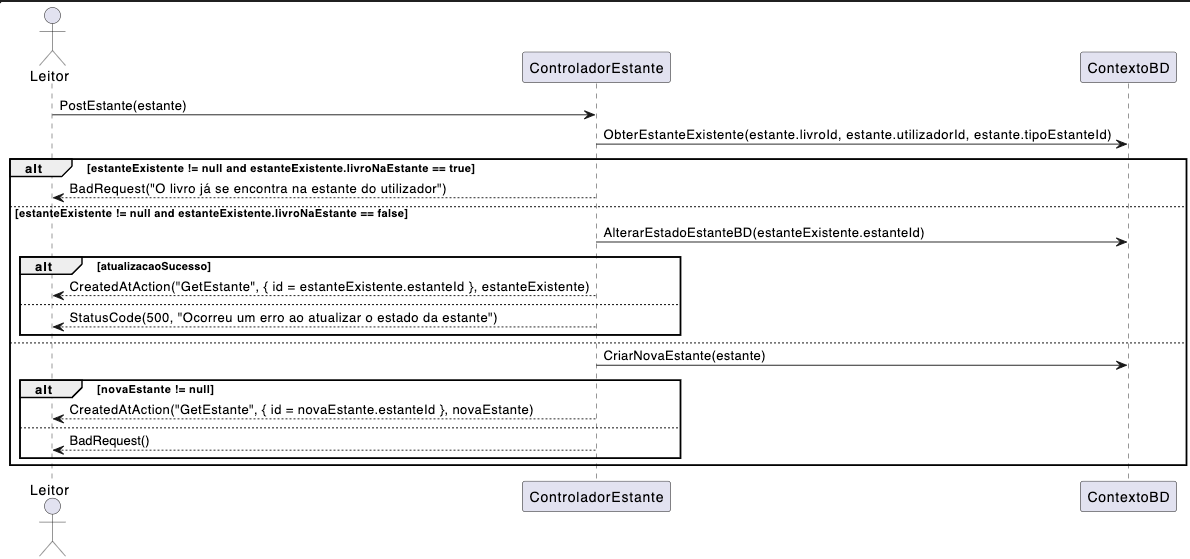 Leitor
ControladorEstante
ContextoBD
PostEstante(estante)
ObterEstanteExistente(estante.livroId, estante.utilizadorId, estante.tipoEstanteId)
alt [estanteExistente != null and estanteExistente.livroNaEstante == true]
BadRequest("O livro já se encontra na estante do utilizador")
[estanteExistente != null and estanteExistente.livroNaEstante == false]
AlterarEstadoEstanteBD(estanteExistente.estanteId)
alt [atualizacaoSucesso]
CreatedAtAction("GetEstante", { id = estanteExistente.estanteId }, estanteExistente)
StatusCode(500, "Ocorreu um erro ao atualizar o estado da estante")
CriarNovaEstante(estante)
alt [novaEstante != null]
CreatedAtAction("GetEstante", { id = novaEstante.estanteId }, novaEstante)
BadRequest()
Leitor
ControladorEstante
ContextoBD